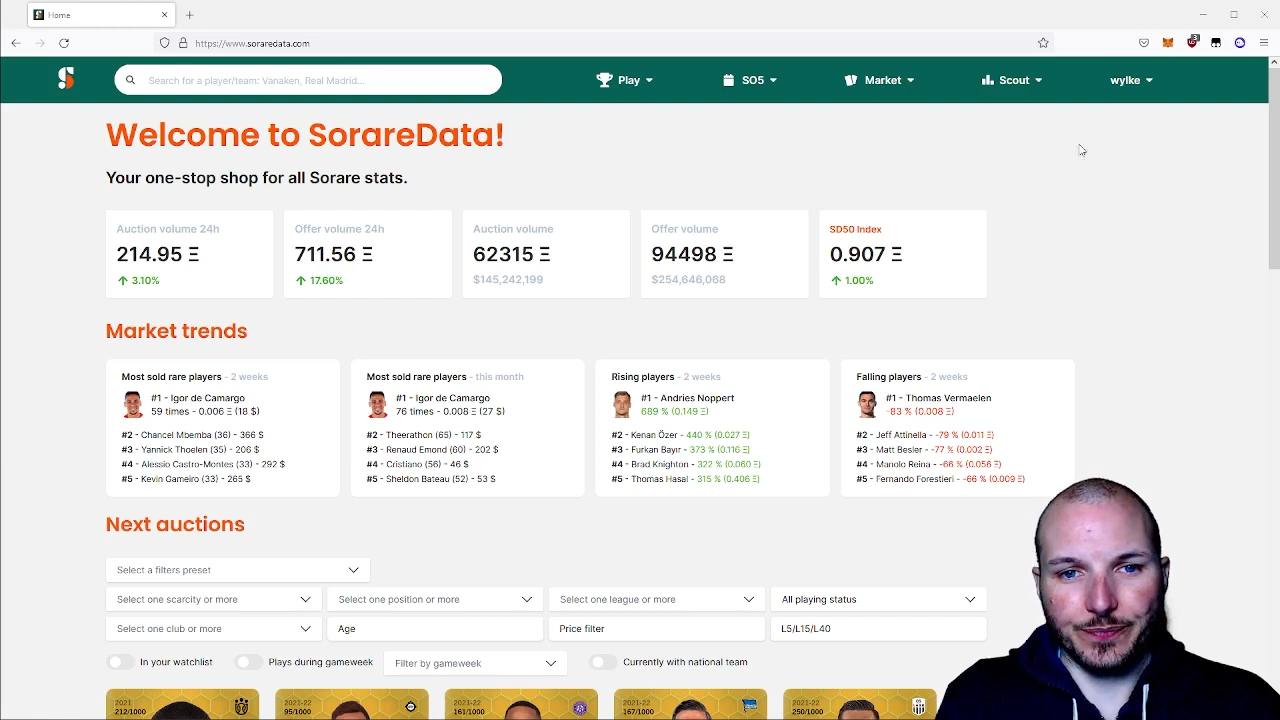 Home
https://www.soraredata.com
3
Search for a player/team: Vanaken, Real Madrid...
Play
SO5
Market
Scout
wylke
Welcome to SorareData!
Your one-stop shop for all Sorare stats.
Auction volume 24h
214.95 Ξ
3.10%
Offer volume 24h
711.56 Ξ
17.60%
Auction volume
62315 Ξ
$145,242,199
Offer volume
94498 Ξ
$254,646,068
SD50 Index
0.907 Ξ
1.00%
Market trends
Most sold rare players - 2 weeks
#1 - Igor de Camargo
59 times - 0.006 Ξ (18 $)
#2 - Chancel Mbemba (36) - 366 $
#3 - Yannick Thoelen (35) - 206 $
#4 - Alessio Castro-Montes (33) - 292 $
#5 - Kevin Gameiro (33) - 265 $
Most sold rare players - this month
#1 - Igor de Camargo
76 times - 0.008 Ξ (27 $)
#2 - Theerathon (65) - 117 $
#3 - Renaud Emond (60) - 202 $
#4 - Cristiano (56) - 46 $
#5 - Sheldon Bateau (52) - 53 $
Rising players - 2 weeks
#1 - Andries Noppert
689 % (0.149 Ξ)
#2 - Kenan Özer - 440 % (0.027 Ξ)
#3 - Furkan Bayır - 373 % (0.116 Ξ)
#4 - Brad Knighton - 322 % (0.060 Ξ)
#5 - Thomas Hasal - 315 % (0.406 Ξ)
Falling players - 2 weeks
#1 - Thomas Vermaelen
-83 % (0.008 Ξ)
#2 - Jeff Attinella - -79 % (0.011 Ξ)
#3 - Matt Besler - -77 % (0.002 Ξ)
#4 - Manolo Reina - -66 % (0.056 Ξ)
#5 - Fernando Forestieri - -66 % (0.009 Ξ)
Next auctions
Select a filters preset
Select one scarcity or more
Select one position or more
Select one league or more
All playing status
Select one club or more
Age
Price filter
L5/L15/L40
In your watchlist
Plays during gameweek
Filter by gameweek
Currently with national team
2021
212/1000
2021-22
95/1000
2021-22
161/1000
2021-22
167/1000
2021-22
250/1000